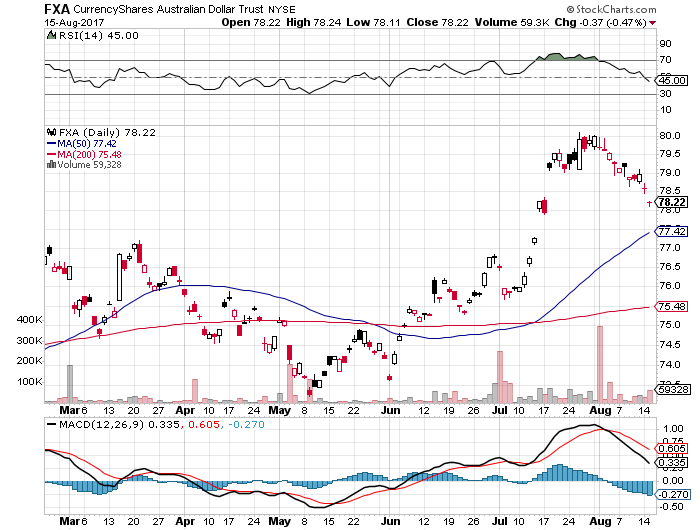 FXA CurrencyShares Australian Dollar Trust NYSE © StockCharts.com
15-Aug-2017 Open 78.22 High 78.24 Low 78.11 Close 78.22 Volume 59.3K Chg -0.37 (-0.47%)
RSI(14) 45.00
90
70
50
45.00
30
10
FXA (Daily) 78.22
MA(50) 77.42
MA(200) 75.48
Volume 59,328
80.0
79.5
79.0
78.5
78.22
78.0
77.42
77.0
76.5
76.0
75.48
75.0
400K 74.5
300K
200K 74.0
100K
59328
Mar 6 13 20 27 Apr 10 17 24 May 8 15 22 Jun 12 19 26 Jul 10 17 24 Aug 7 14
MACD(12,26,9) 0.335, 0.605, -0.270
1.00
0.75
0.605
0.335
0.00
-0.270
-0.50
Mar 6 13 20 27 Apr 10 17 24 May 8 15 22 Jun 12 19 26 Jul 10 17 24 Aug 7 14